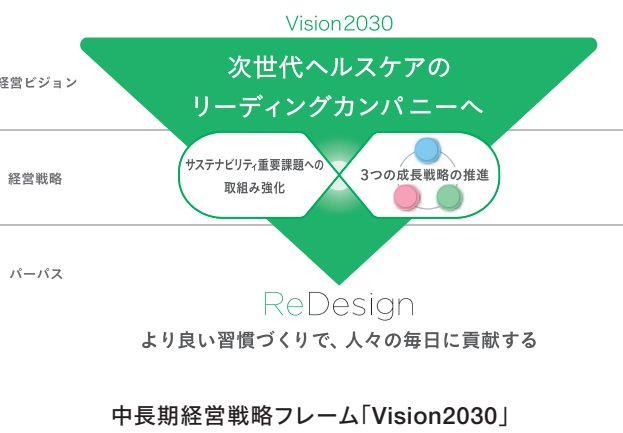 Vision2030
次世代ヘルスケアの
リーディングカンパニーへ
経営ビジョン
経営戦略
サステナビリティ重要課題への
取組み強化
3つの成長戦略の推進
パーパス
ReDesign
より良い習慣づくりで、人々の毎日に貢献する
中長期経営戦略フレーム「Vision2030」